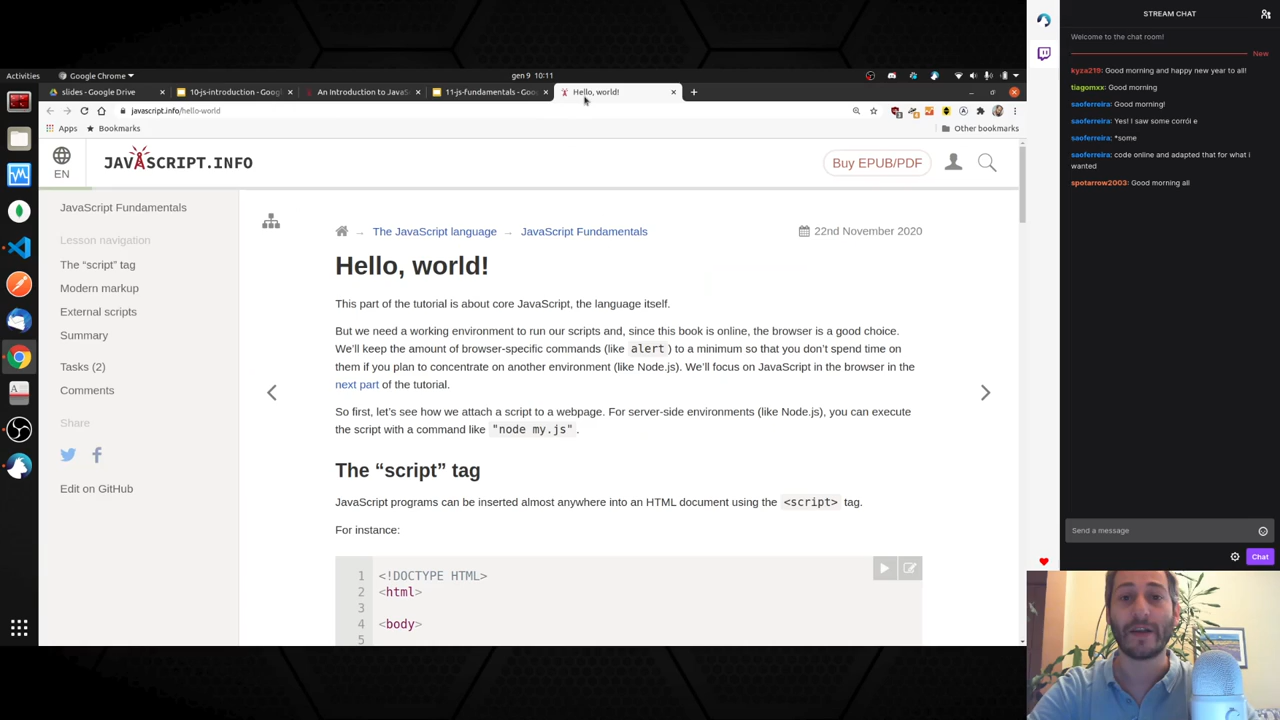 Activities
Google Chrome
gen 9 10:11
slides - Google Drive
10-js-introduction - Goog
An Introduction to JavaS
11-js-fundamentals - Goo
Hello, world!
javascript.info/hello-world
Apps
Bookmarks
Other bookmarks
EN
JAVASCRIPT.INFO
Buy EPUB/PDF
JavaScript Fundamentals
Lesson navigation
The “script” tag
Modern markup
External scripts
Summary
Tasks (2)
Comments
Share
Edit on GitHub
The JavaScript language → JavaScript Fundamentals
22nd November 2020
Hello, world!
This part of the tutorial is about core JavaScript, the language itself.
But we need a working environment to run our scripts and, since this book is online, the browser is a good choice.
We’ll keep the amount of browser-specific commands (like alert) to a minimum so that you don’t spend time on
them if you plan to concentrate on another environment (like Node.js). We’ll focus on JavaScript in the browser in the
next part of the tutorial.
So first, let’s see how we attach a script to a webpage. For server-side environments (like Node.js), you can execute
the script with a command like "node my.js".
The “script” tag
JavaScript programs can be inserted almost anywhere into an HTML document using the <script> tag.
For instance:
1 <!DOCTYPE HTML>
2 <html>
3
4 <body>
5
STREAM CHAT
Welcome to the chat room!
New
kyza219: Good morning and happy new year to all!
tiagomxx: Good morning
saoferreira: Good morning!
saoferreira: Yes! I saw some corrói e
saoferreira: *some
saoferreira: code online and adapted that for what I
wanted
spotarrow2003: Good morning all
Send a message
Chat